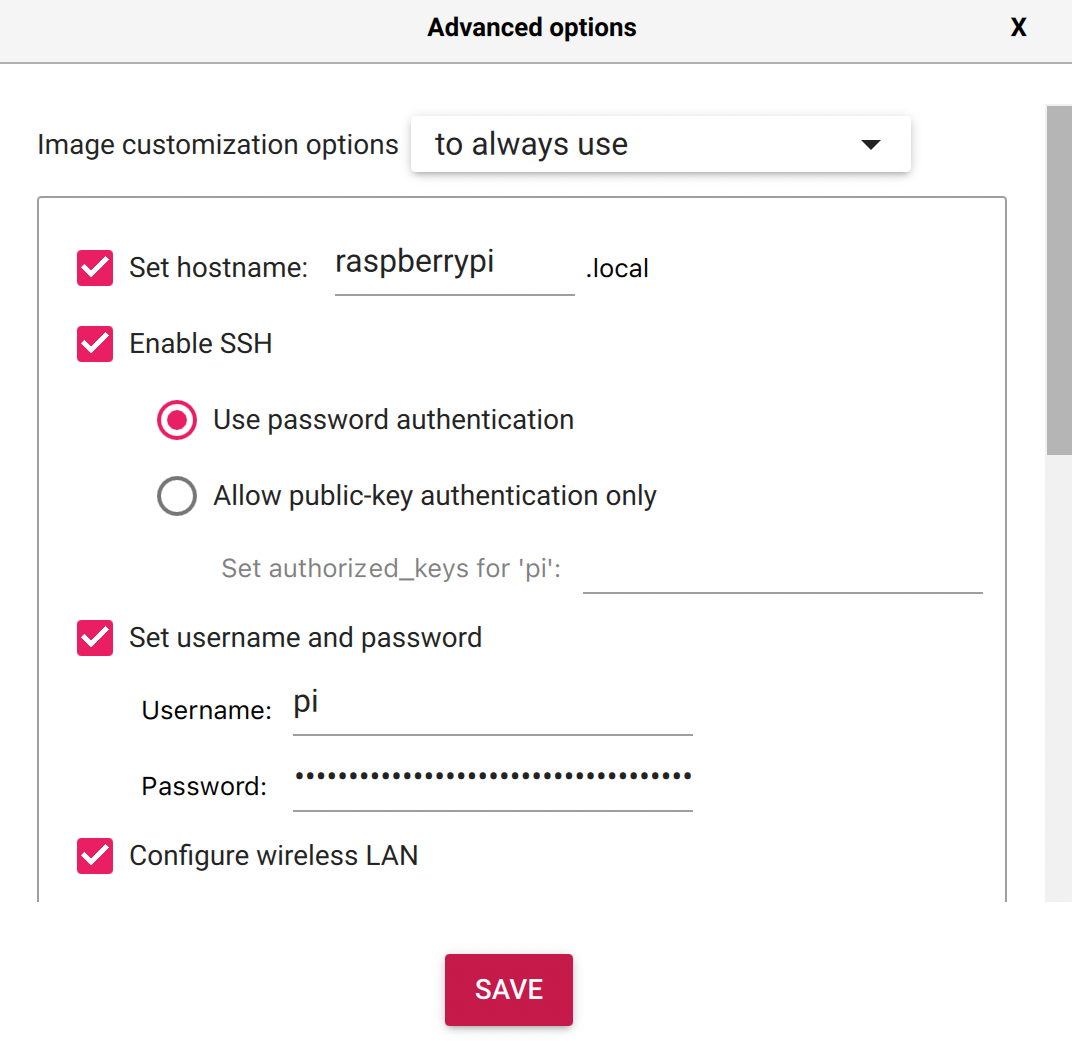 Advanced options X
Image customization options to always use
Set hostname: raspberrypi .local
Enable SSH
Use password authentication
Allow public-key authentication only
Set authorized_keys for 'pi':
Set username and password
Username: pi
Password: •••••••••••••••••••••••••••••••••••••
Configure wireless LAN
SAVE